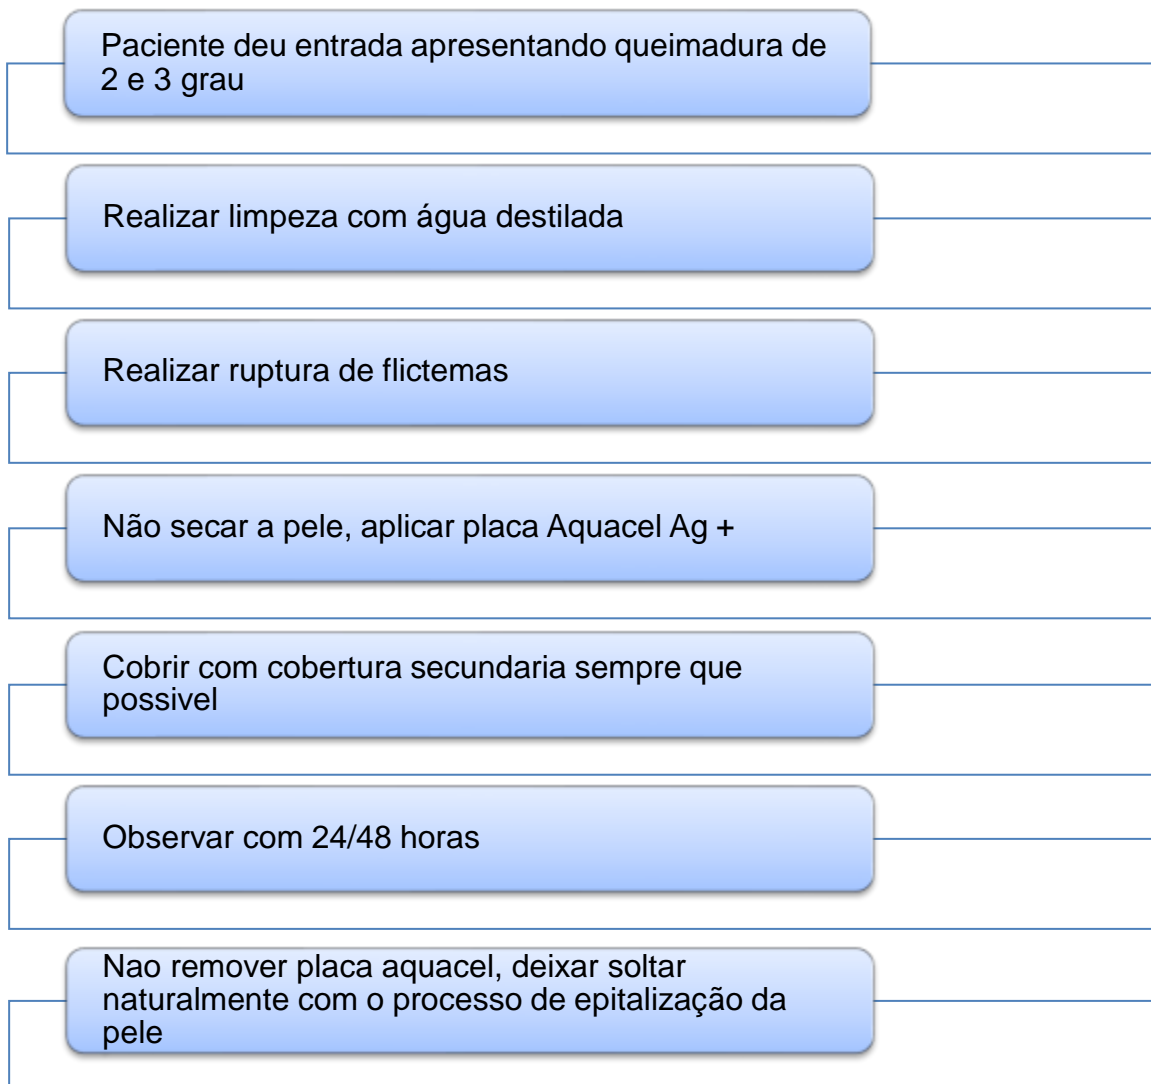 Paciente deu entrada apresentando queimadura de
2 e 3 grau
Realizar limpeza com água destilada
Realizar ruptura de flictemas
Não secar a pele, aplicar placa Aquacel Ag +
Cobrir com cobertura secundaria sempre que
possivel
Observar com 24/48 horas
Nao remover placa aquacel, deixar soltar
naturalmente com o processo de epitalização da
pele